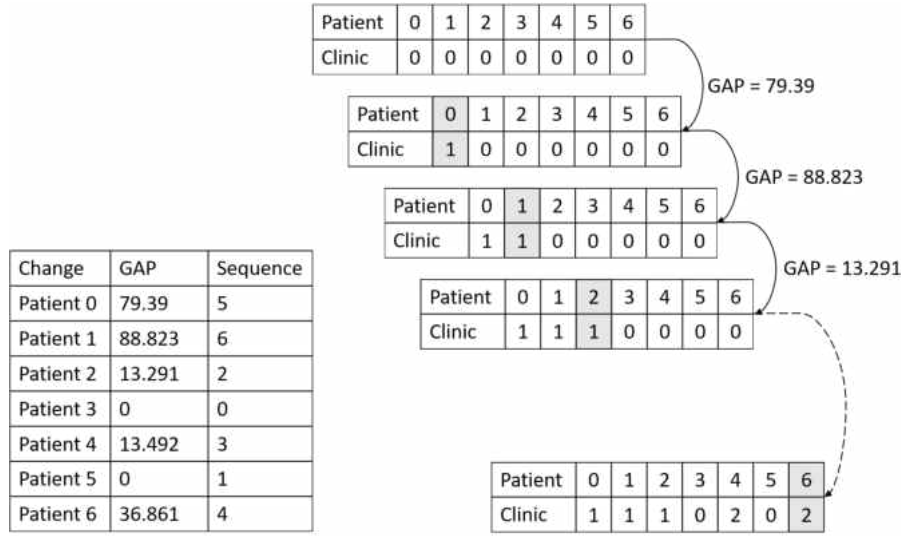 Patient 0 1 2 3 4 5 6
Clinic 0 0 0 0 0 0 0
GAP = 79.39
Patient 0 1 2 3 4 5 6
Clinic 1 0 0 0 0 0 0
GAP = 88.823
Patient 0 1 2 3 4 5 6
Clinic 1 1 0 0 0 0 0
GAP = 13.291
Patient 0 1 2 3 4 5 6
Clinic 1 1 1 0 0 0 0
Change GAP Sequence
Patient 0 79.39 5
Patient 1 88.823 6
Patient 2 13.291 2
Patient 3 0 0
Patient 4 13.492 3
Patient 5 0 1
Patient 6 36.861 4
Patient 0 1 2 3 4 5 6
Clinic 1 1 1 0 2 0 2